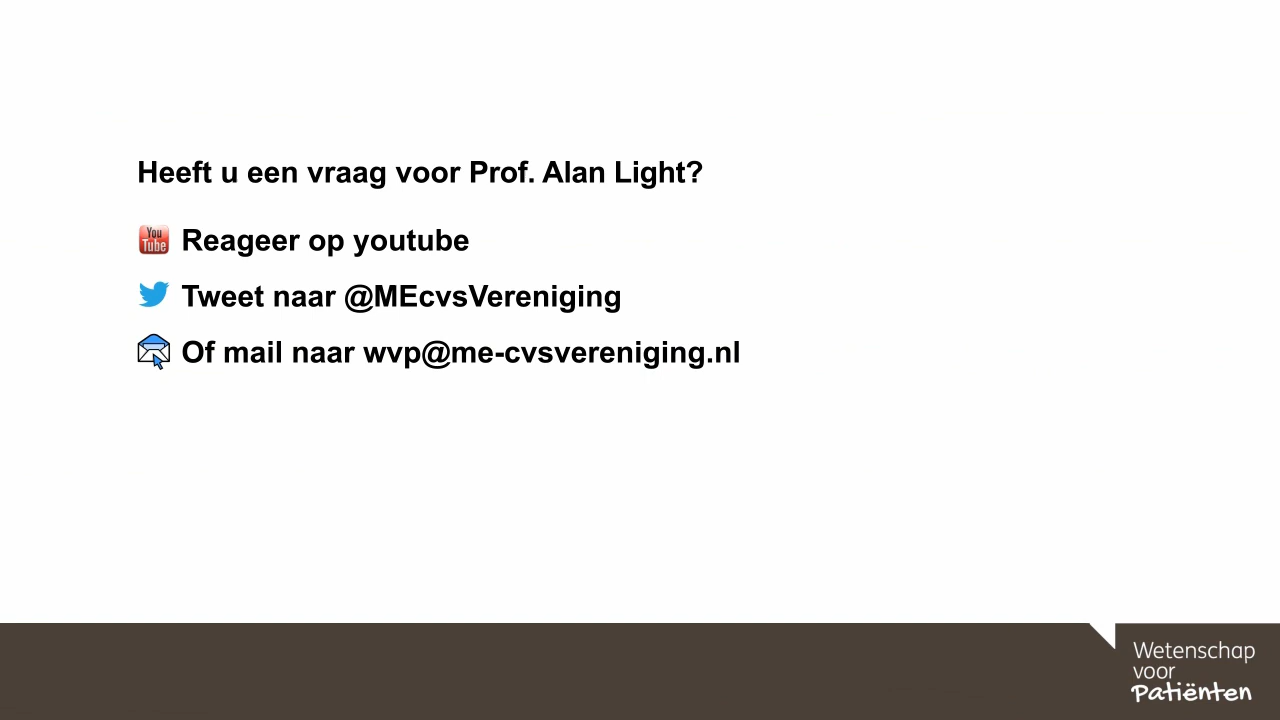 Heeft u een vraag voor Prof. Alan Light?
You
Tube
Reageer op youtube
Tweet naar @MEcvsVereniging
Of mail naar wvp@me-cvsvereniging.nl
Wetenschap
voor
Patiënten